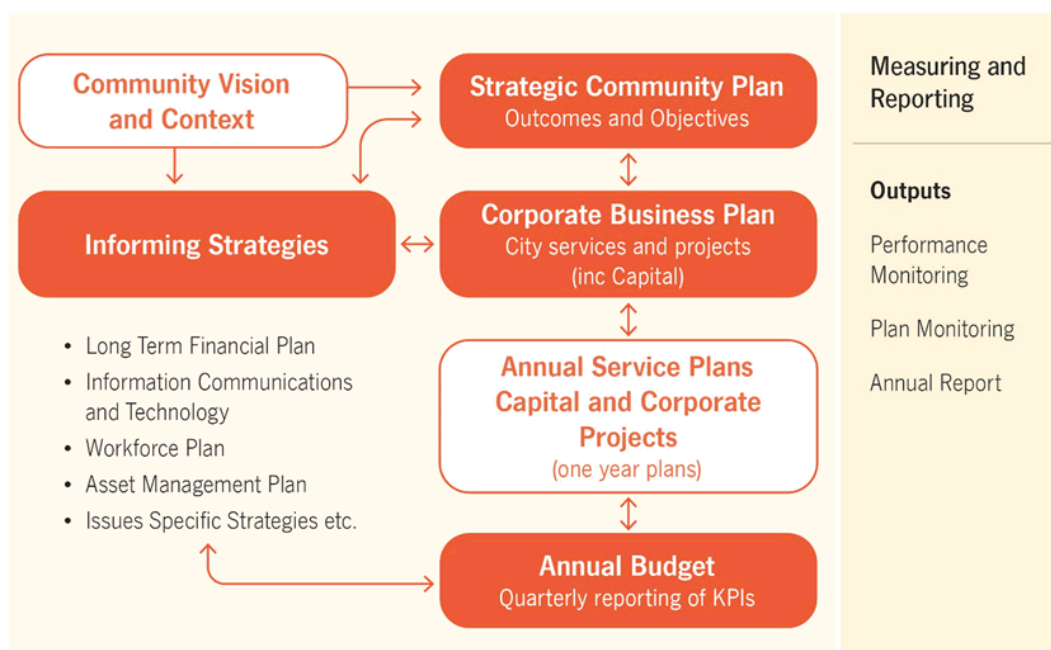 Community Vision
and Context
Strategic Community Plan
Outcomes and Objectives
Informing Strategies
Corporate Business Plan
City services and projects
(inc Capital)
• Long Term Financial Plan
• Information Communications
and Technology
• Workforce Plan
• Asset Management Plan
• Issues Specific Strategies etc.
Annual Service Plans
Capital and Corporate
Projects
(one year plans)
Annual Budget
Quarterly reporting of KPIs
Measuring and
Reporting
Outputs
Performance
Monitoring
Plan Monitoring
Annual Report